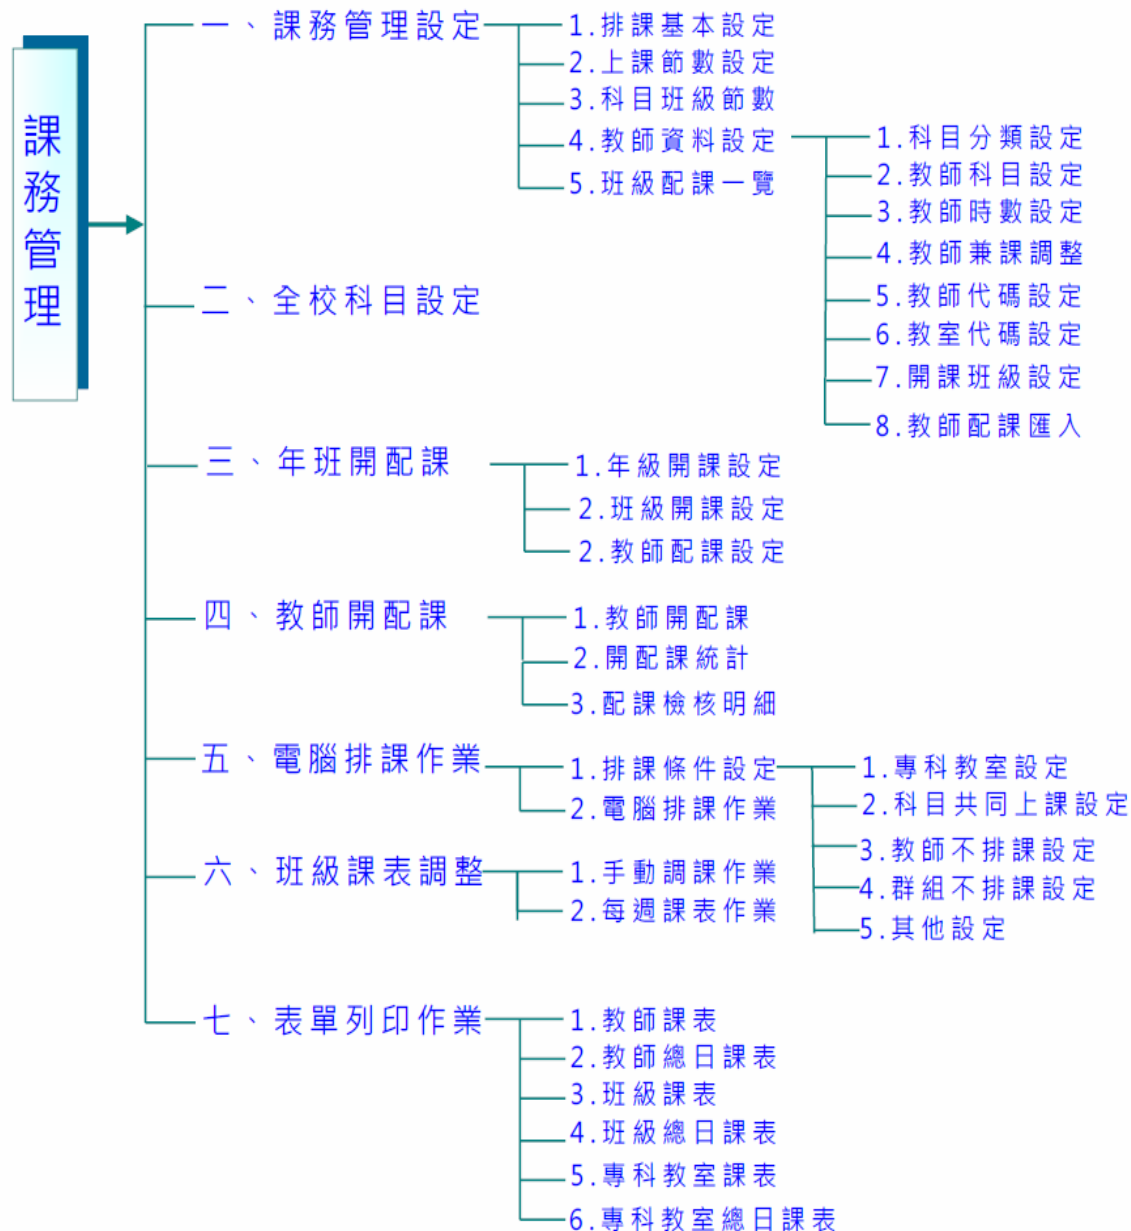 課務管理
一、課務管理設定
1.排課基本設定
2.上課節數設定
3.科目班級節數
4.教師資料設定
1.科目分類設定
2.教師科目設定
3.教師時數設定
4.教師兼課調整
5.教師代碼設定
6.教室代碼設定
7.開課班級設定
8.教師配課匯入
5.班級配課一覽
二、全校科目設定
三、年班開配課
1.年級開課設定
2.班級開課設定
2.教師配課設定
四、教師開配課
1.教師開配課
2.開配課統計
3.配課檢核明細
五、電腦排課作業
1.排課條件設定
1.專科教室設定
2.科目共同上課設定
3.教師不排課設定
4.群組不排課設定
5.其他設定
2.電腦排課作業
六、班級課表調整
1.手動調課作業
2.每週課表作業
七、表單列印作業
1.教師課表
2.教師總日課表
3.班級課表
4.班級總日課表
5.專科教室課表
6.專科教室總日課表